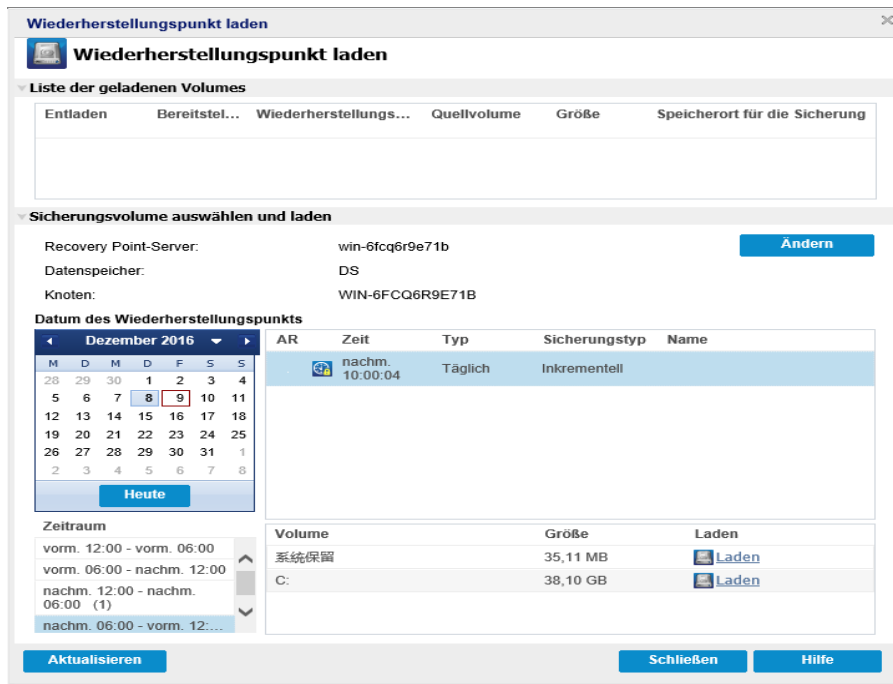 Wiederherstellungspunkt laden
Wiederherstellungspunkt laden
Liste der geladenen Volumes
Entladen Bereitstel... Wiederherstellungs... Quellvolume Größe Speicherort für die Sicherung
Sicherungsvolume auswählen und laden
Recovery Point-Server: win-6fcq6r9e71b Ändern
Datenspeicher: DS
Knoten: WIN-6FCQ6R9E71B
Datum des Wiederherstellungspunkts
Dezember 2016
M D M D F S S
28 29 30 1 2 3 4
5 6 7 8 9 10 11
12 13 14 15 16 17 18
19 20 21 22 23 24 25
26 27 28 29 30 31 1
2 3 4 5 6 7 8
Heute
AR Zeit Typ Sicherungstyp Name
nachm.
10:00:04 Täglich Inkrementell
Zeitraum
vorm. 12:00 - vorm. 06:00
vorm. 06:00 - nachm. 12:00
nachm. 12:00 - nachm.
06:00 (1)
nachm. 06:00 - vorm. 12:...
Volume Größe Laden
系統保留 35,11 MB Laden
C: 38,10 GB Laden
Aktualisieren Schließen Hilfe